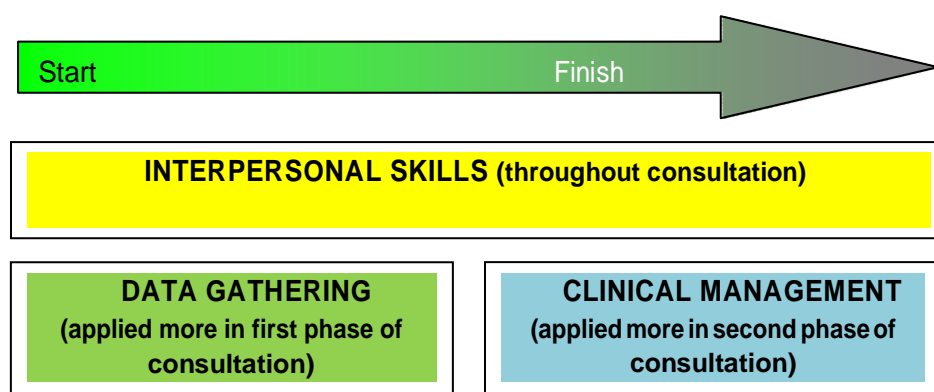 Start Finish
INTERPERSONAL SKILLS (throughout consultation)
DATA GATHERING
(applied more in first phase of
consultation)
CLINICAL MANAGEMENT
(applied more in second phase of
consultation)